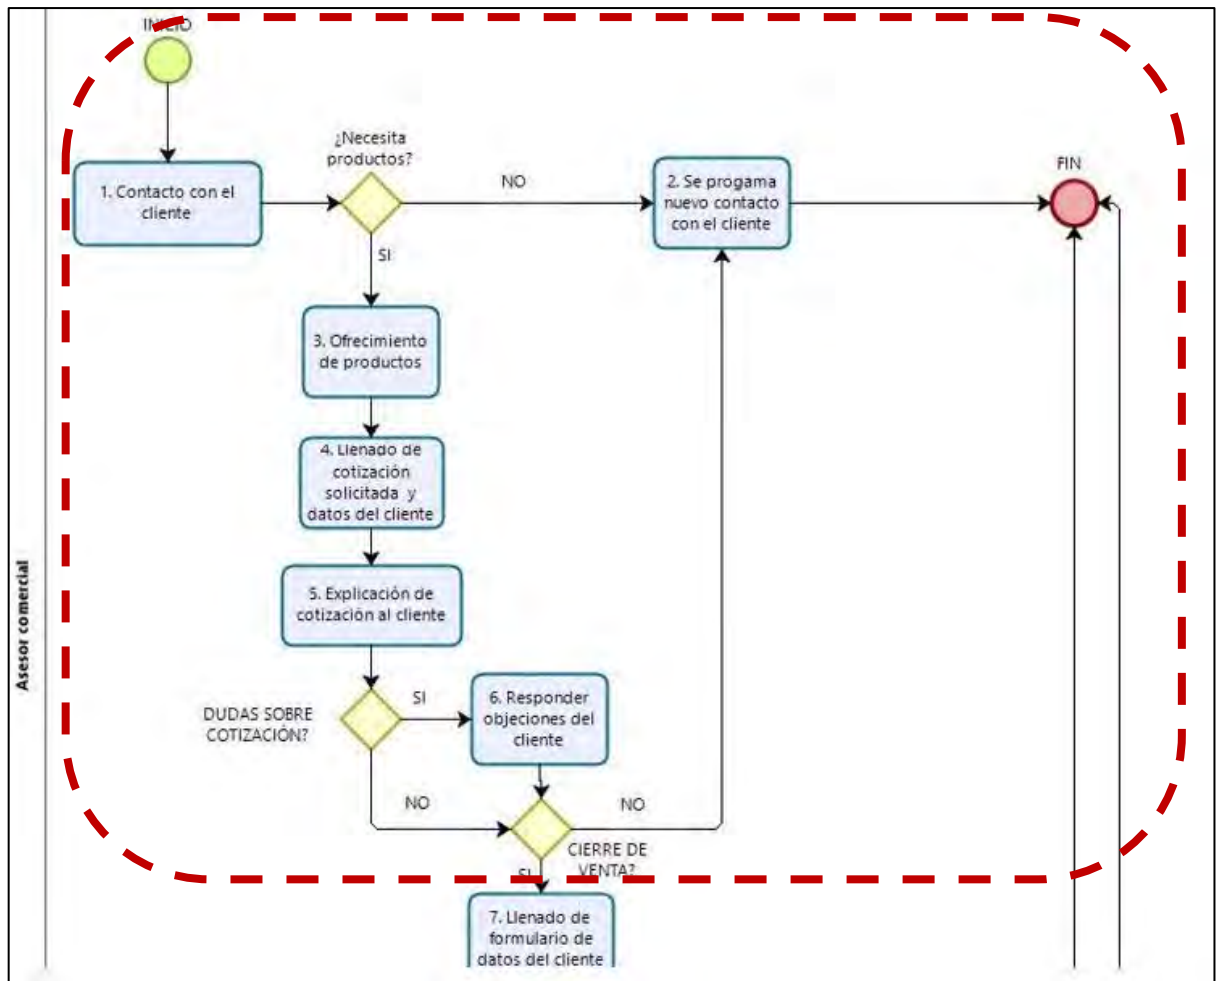 INICIO
¿Necesita
productos?
1. Contacto con el
cliente
NO
2. Se progama
nuevo contacto
con el cliente
FIN
SI
3. Ofrecimiento
de productos
4. Llenado de
cotización
solicitada y
datos del cliente
5. Explicación de
cotización al cliente
Asesor comercial
DUDAS SOBRE
COTIZACIÓN?
SI
6. Responder
objeciones del
cliente
NO
NO
CIERRE DE
VENTA?
SI
7. Llenado de
formulario de
datos del cliente